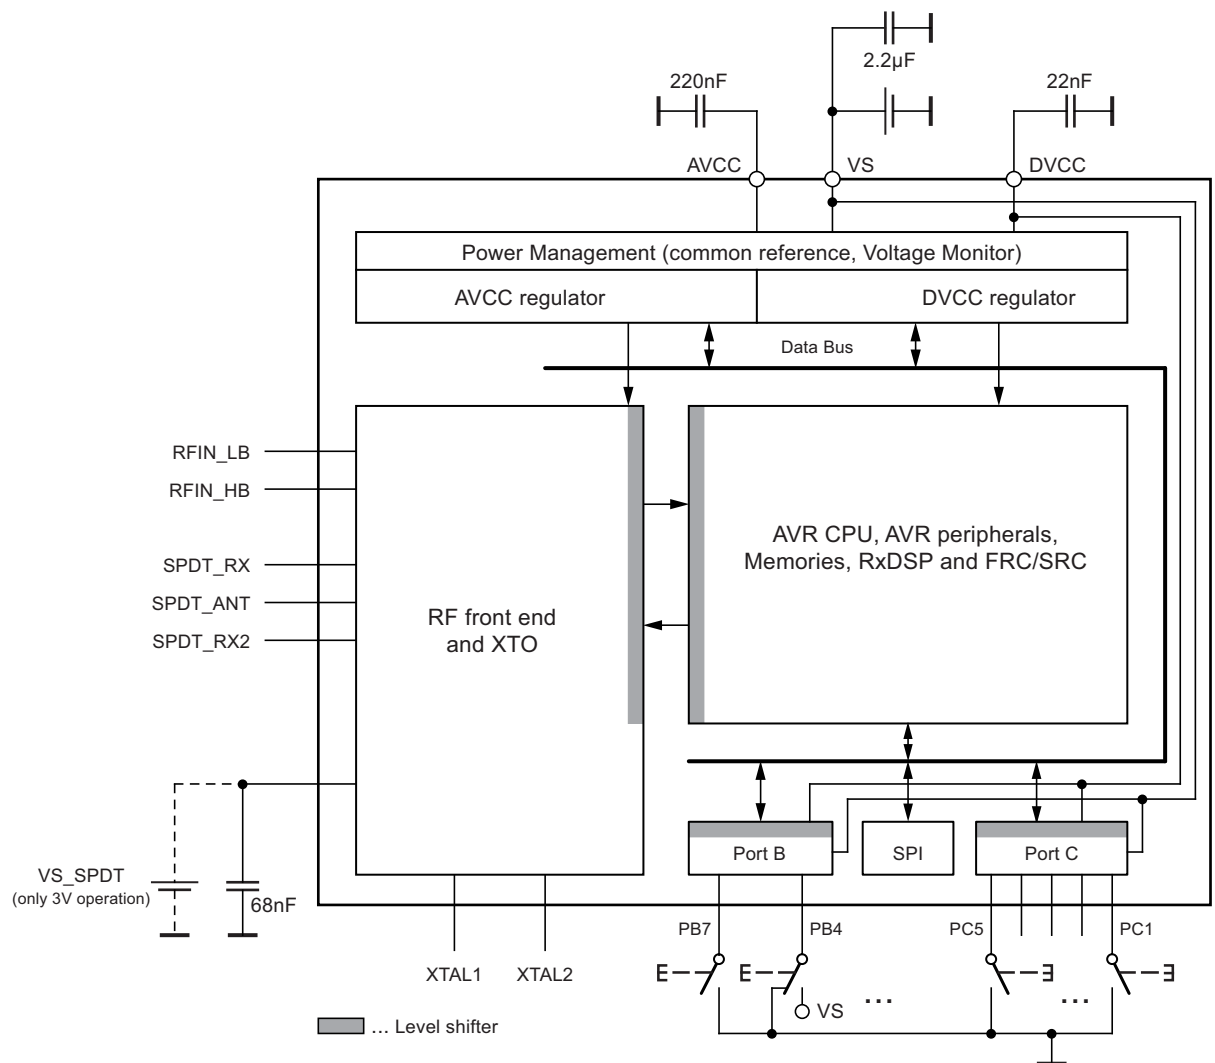 2.2µF
220nF
22nF
AVCC
VS
DVCC
Power Management (common reference, Voltage Monitor)
AVCC regulator
DVCC regulator
Data Bus
RFIN_LB
RFIN_HB
SPDT_RX
SPDT_ANT
SPDT_RX2
RF front end
and XTO
AVR CPU, AVR peripherals,
Memories, RxDSP and FRC/SRC
VS_SPDT
(only 3V operation)
68nF
Port B
SPI
Port C
PB7
PB4
PC5
PC1
XTAL1
XTAL2
...
...
VS
... Level shifter